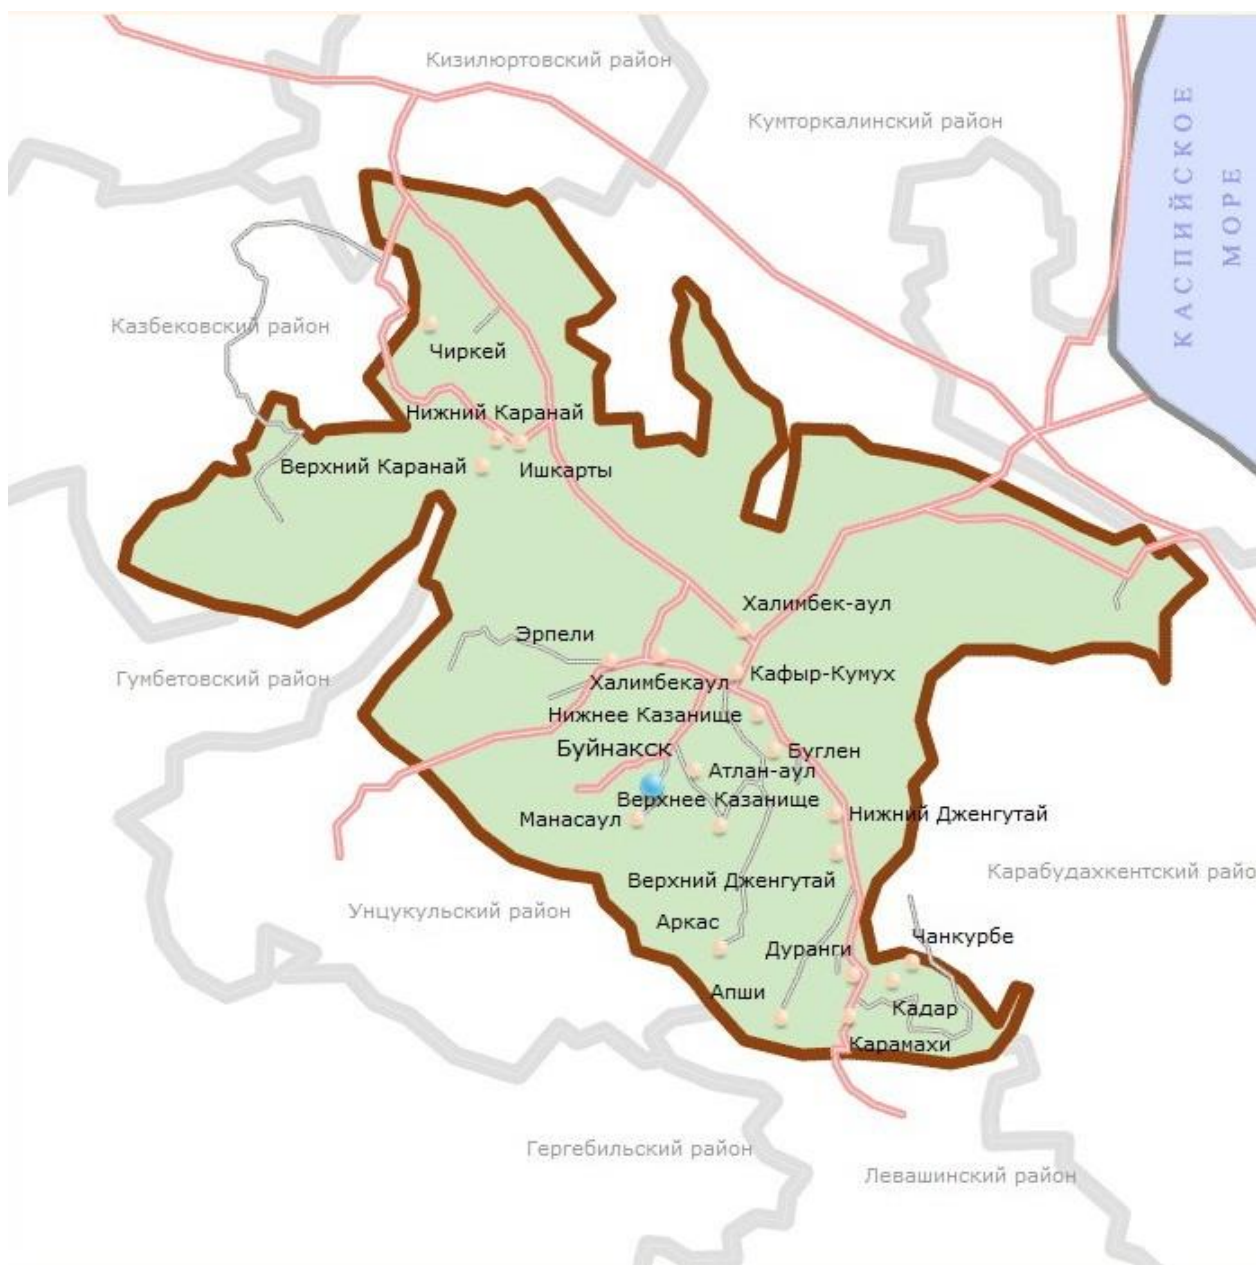 Кизилюртовский район
Кумторкалинский район
КАСПИЙСКОЕ
МОРЕ
Казбековский район
Чиркей
Нижний Каранай
Верхний Каранай
Ишкарты
Халимбек-аул
Эрпели
Гумбетовский район
Халимбекаул
Кафыр-Кумух
Нижнее Казанище
Буйнакск
Буглен
Атлан-аул
Верхнее Казанище
Манасаул
Нижний Дженгутай
Верхний Дженгутай
Карабудахкентский райо
Унцукульский район
Аркас
Дуранги
Чанкурбе
Апши
Кадар
Карамахи
Гергебильский район
Левашинский район